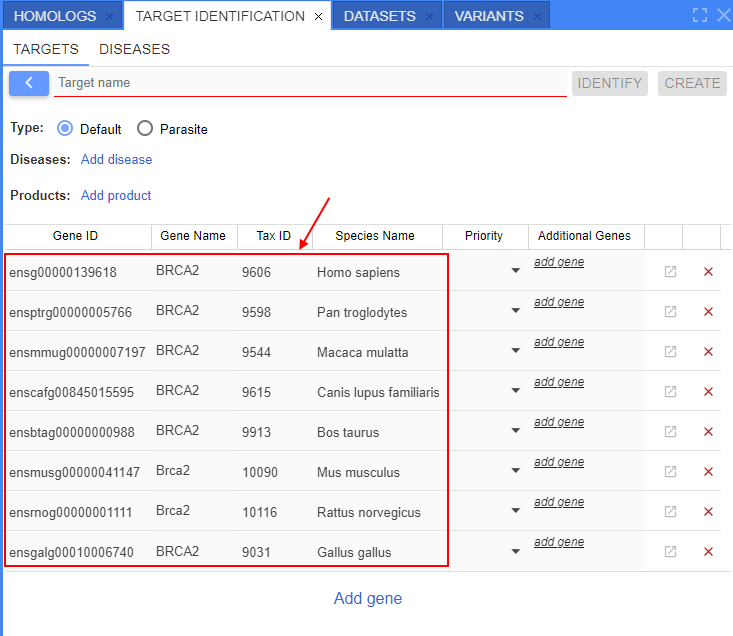 HOMOLOGS × TARGET IDENTIFICATION × DATASETS × VARIANTS ×
TARGETS DISEASES
Target name IDENTIFY CREATE
Type: Default Parasite
Diseases: Add disease
Products: Add product
Gene ID Gene Name Tax ID Species Name Priority Additional Genes
ensg00000139618 BRCA2 9606 Homo sapiens add gene
ensptrg00000005766 BRCA2 9598 Pan troglodytes add gene
ensmmug00000007197 BRCA2 9544 Macaca mulatta add gene
enscafg00845015595 BRCA2 9615 Canis lupus familiaris add gene
ensbtag00000000988 BRCA2 9913 Bos taurus add gene
ensmusg00000041147 Brca2 10090 Mus musculus add gene
ensrnog00000001111 Brca2 10116 Rattus norvegicus add gene
ensgalg00010006740 BRCA2 9031 Gallus gallus add gene
Add gene